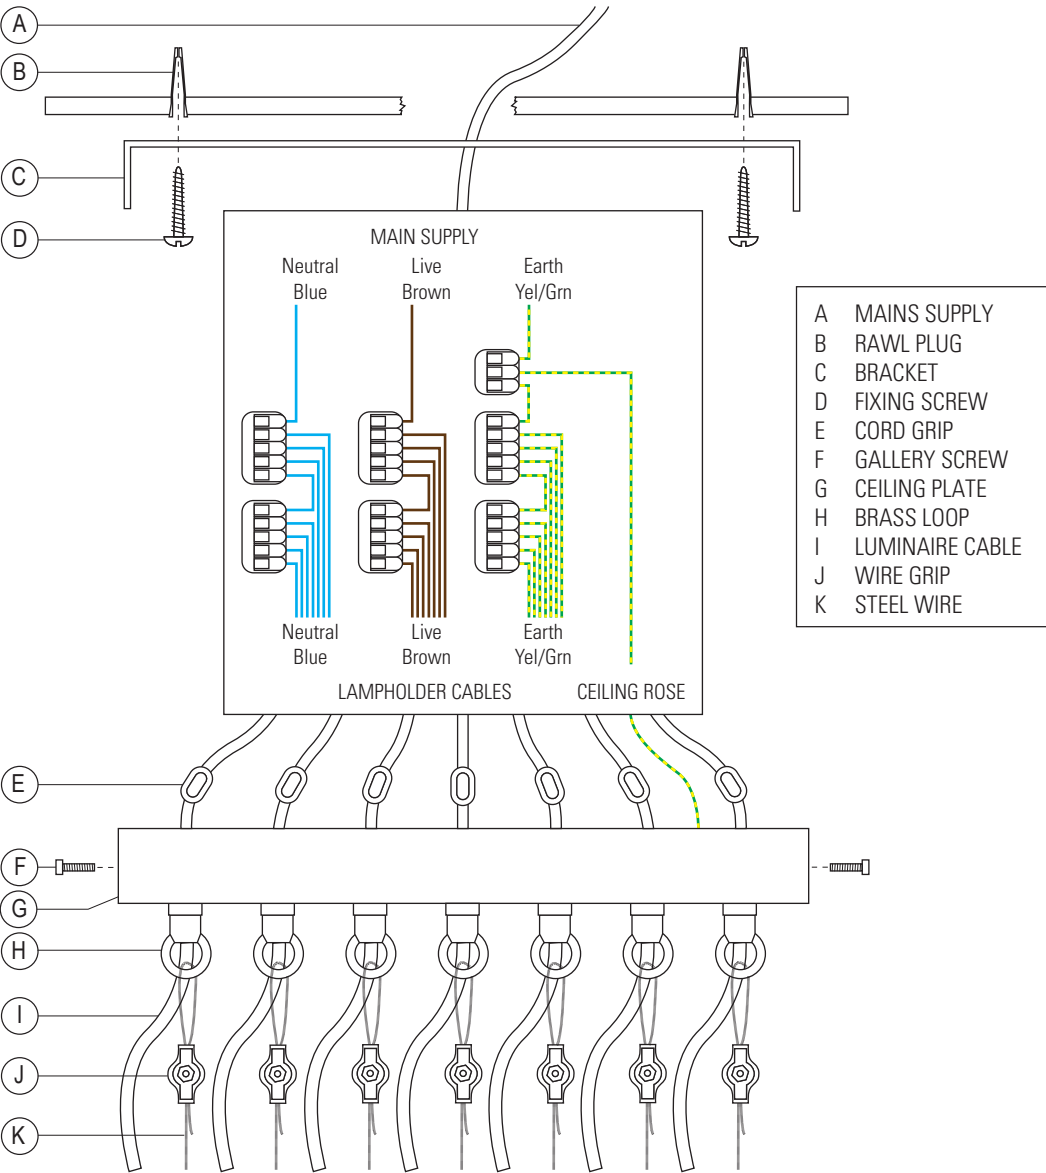 A
B
C
D
MAIN SUPPLY
Neutral Live Earth
Blue Brown Yel/Grn
A MAINS SUPPLY
B RAWL PLUG
C BRACKET
D FIXING SCREW
E CORD GRIP
F GALLERY SCREW
G CEILING PLATE
H BRASS LOOP
I LUMINAIRE CABLE
J WIRE GRIP
K STEEL WIRE
Neutral Live Earth
Blue Brown Yel/Grn
LAMPHOLDER CABLES CEILING ROSE
E
F
G
H
I
J
K